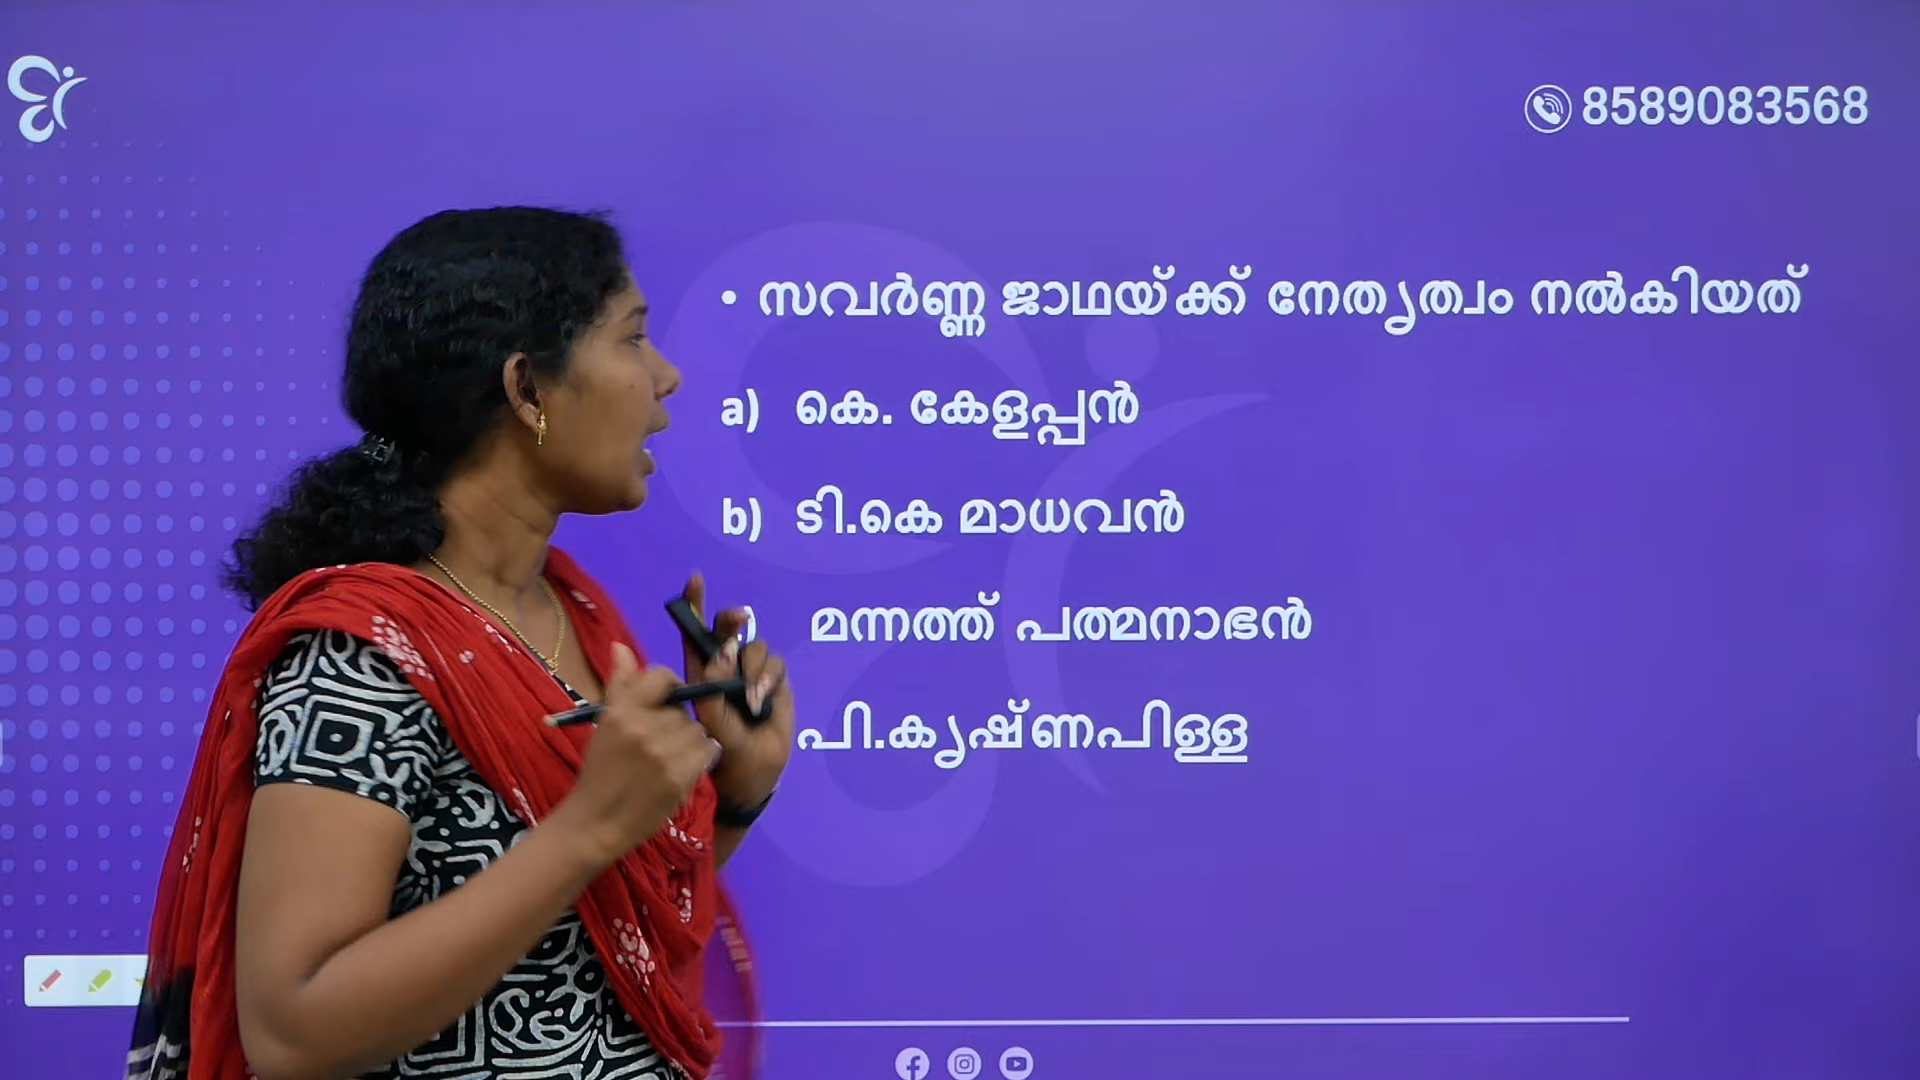 8589083568
• സവർണ്ണ ജാഥയ്ക്ക് നേതൃത്വം നൽകിയത്
a) കെ. കേളപ്പൻ
b) ടി.കെ മാധവൻ
) മന്നത്ത് പത്മനാഭൻ
പി.കൃഷ്ണപിള്ള